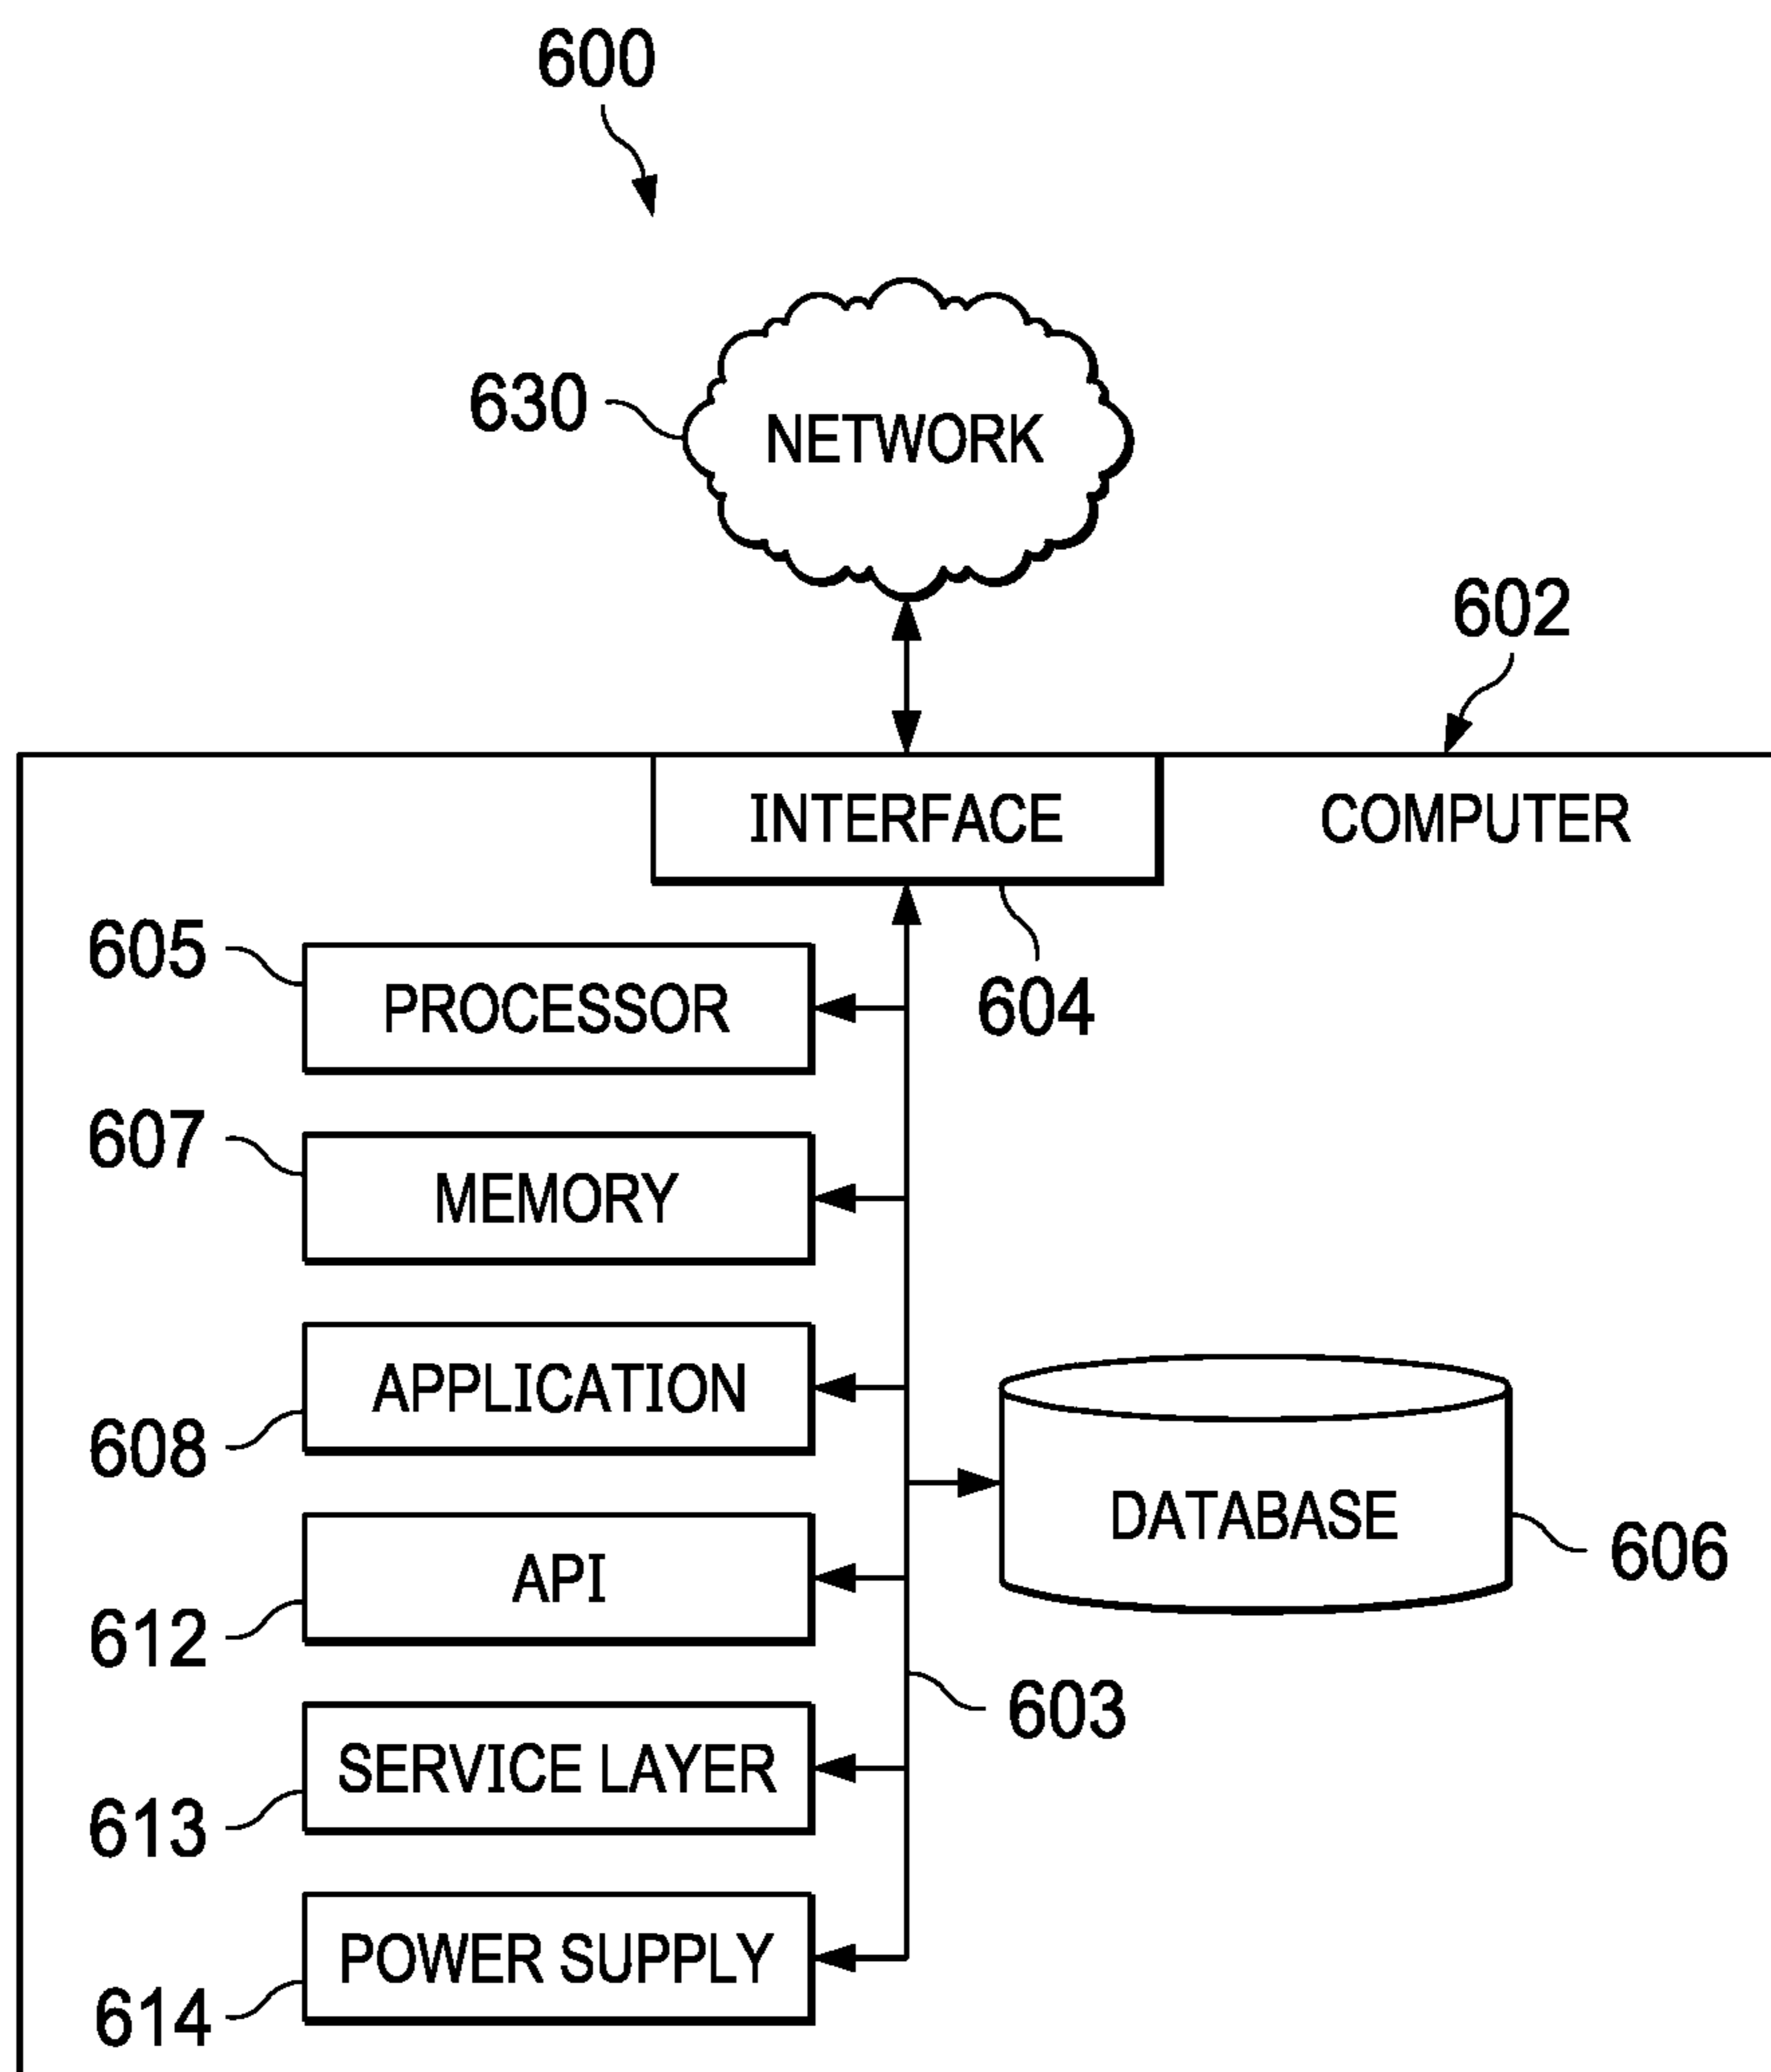 600
630
NETWORK
602
INTERFACE
COMPUTER
605
PROCESSOR
604
607
MEMORY
APPLICATION
608
DATABASE
606
API
612
603
SERVICE LAYER
613
POWER SUPPLY
614